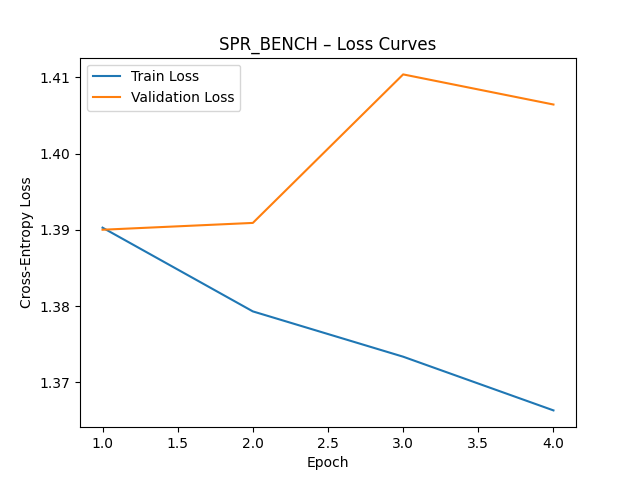 SPR_BENCH – Loss Curves
Train Loss
Validation Loss
Cross-Entropy Loss
1.41
1.40
1.39
1.38
1.37
1.0 1.5 2.0 2.5 3.0 3.5 4.0
Epoch